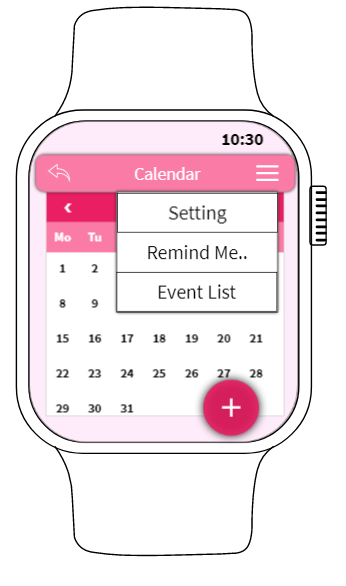 10:30
Calendar
‹
Setting
Mo Tu
Remind Me..
1 2
Event List
8 9
15 16 17 18 19 20 21
22 23 24 25 26 27 28
29 30 31
+